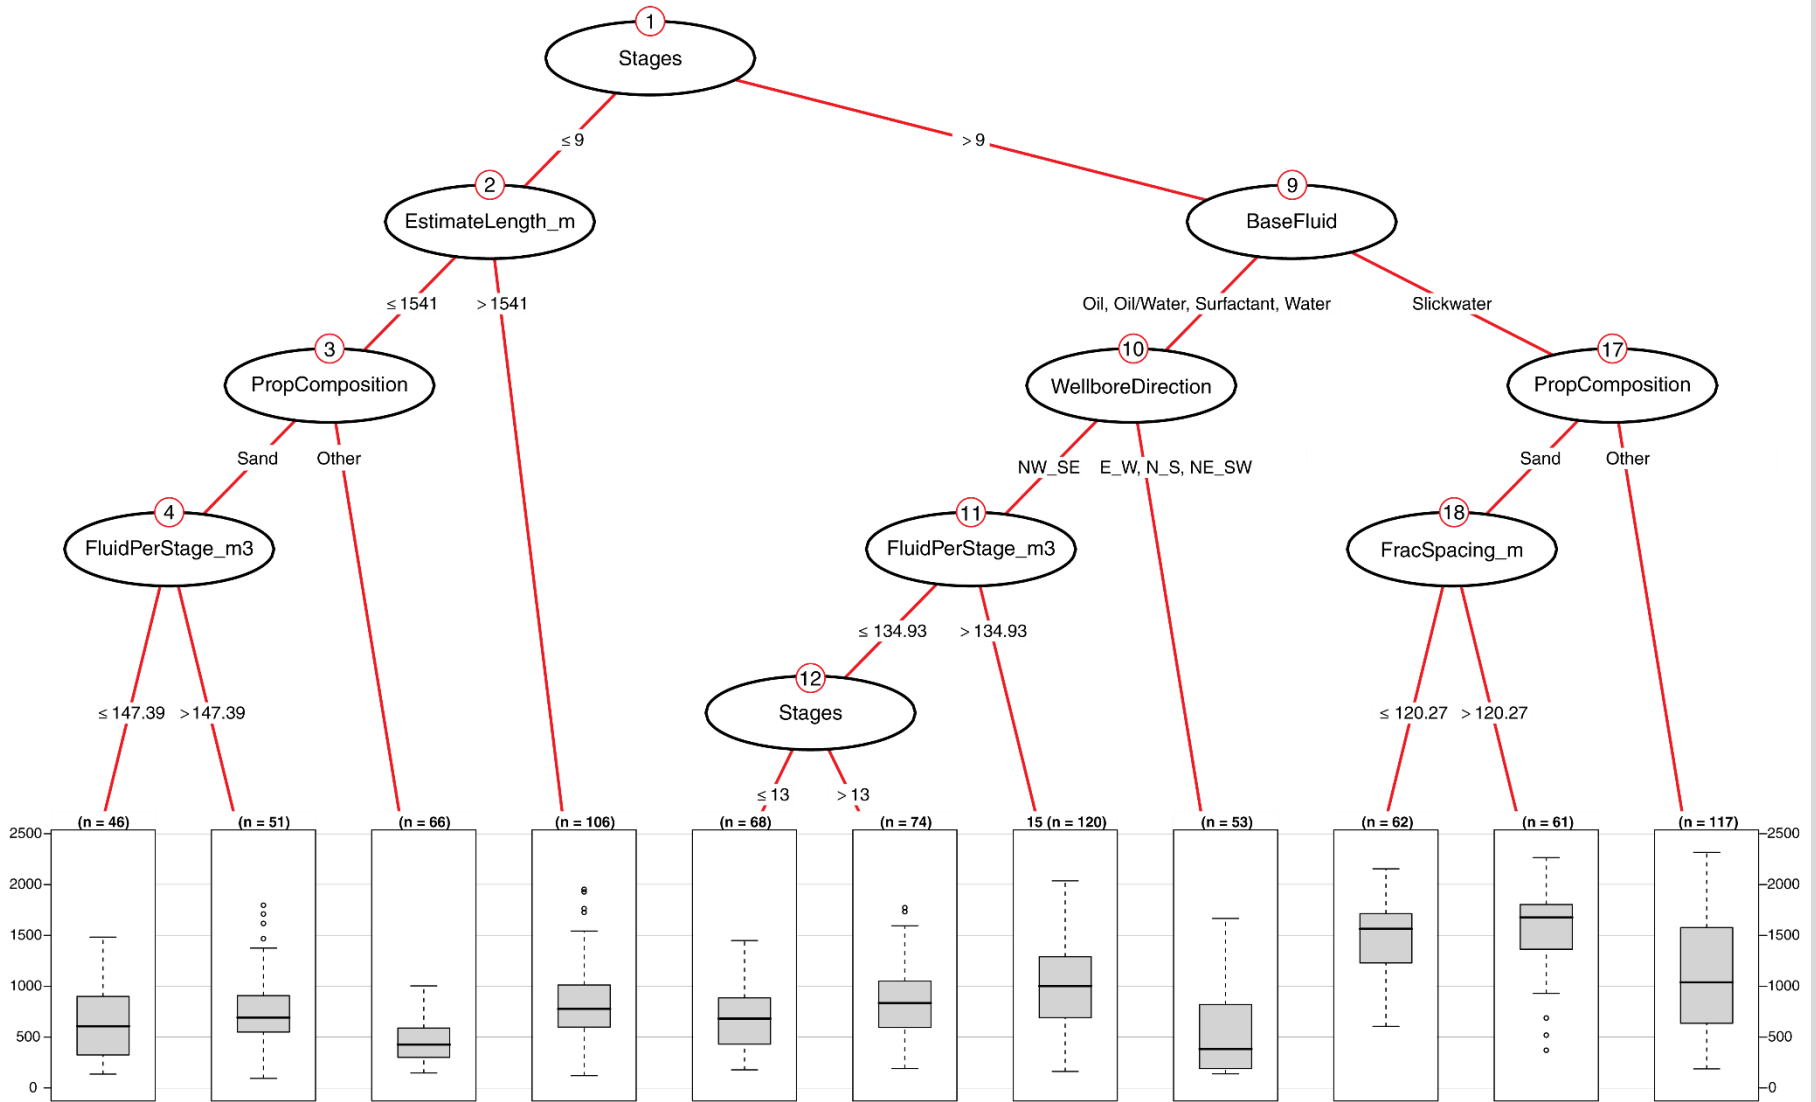 1
Stages
≤ 9
> 9
2
EstimateLength_m
9
BaseFluid
≤ 1541
> 1541
Oil, Oil/Water, Surfactant, Water
Slickwater
3
PropComposition
10
WellboreDirection
17
PropComposition
Sand
Other
NW_SE
E_W, N_S, NE_SW
Sand
Other
4
FluidPerStage_m3
11
FluidPerStage_m3
18
FracSpacing_m
≤ 134.93
> 134.93
12
Stages
≤ 147.39
> 147.39
≤ 120.27
> 120.27
≤ 13
> 13
(n = 46)
(n = 51)
(n = 66)
(n = 106)
(n = 68)
(n = 74)
15 (n = 120)
(n = 53)
(n = 62)
(n = 61)
(n = 117)
2500
2000
1500
1000
500
0
2500
2000
1500
1000
500
0